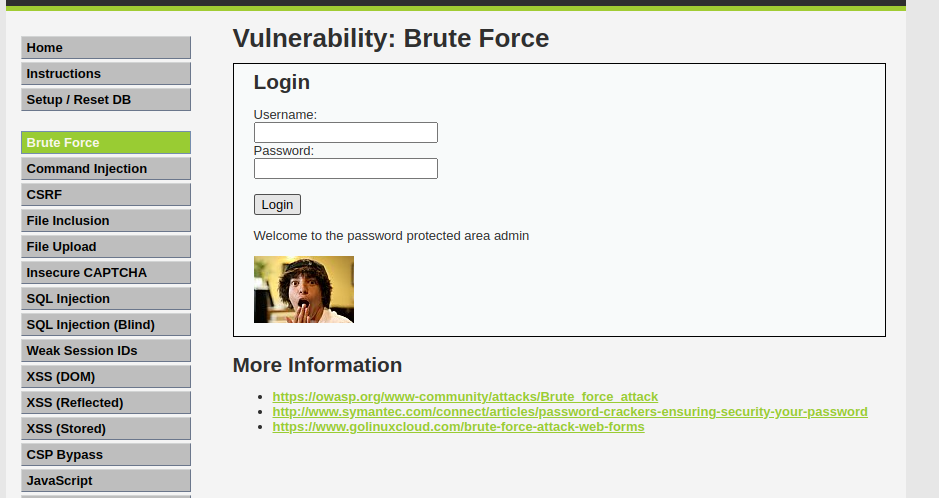 Home
Instructions
Setup / Reset DB
Brute Force
Command Injection
CSRF
File Inclusion
File Upload
Insecure CAPTCHA
SQL Injection
SQL Injection (Blind)
Weak Session IDs
XSS (DOM)
XSS (Reflected)
XSS (Stored)
CSP Bypass
JavaScript
Vulnerability: Brute Force
Login
Username:
Password:
Login
Welcome to the password protected area admin
More Information
https://owasp.org/www-community/attacks/Brute_force_attack
http://www.symantec.com/connect/articles/password-crackers-ensuring-security-your-password
https://www.golinuxcloud.com/brute-force-attack-web-forms